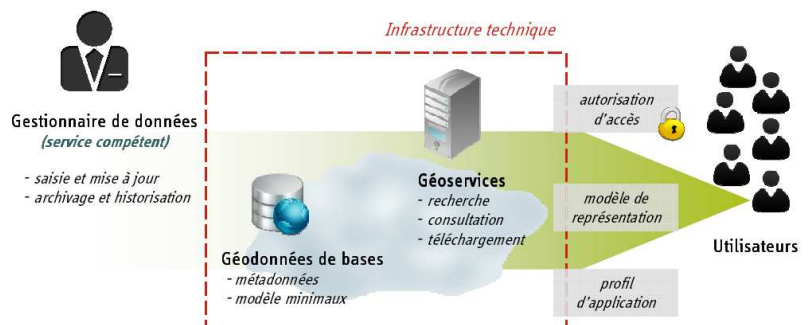 Infrastructure technique
Gestionnaire de données
(service compétent)
- saisie et mise à jour
- archivage et historisation
Géodonnées de bases
- métadonnées
- modèle minimaux
Géoservices
- recherche
- consultation
- téléchargement
autorisation
d'accès
modèle de
représentation
profil
d'application
Utilisateurs